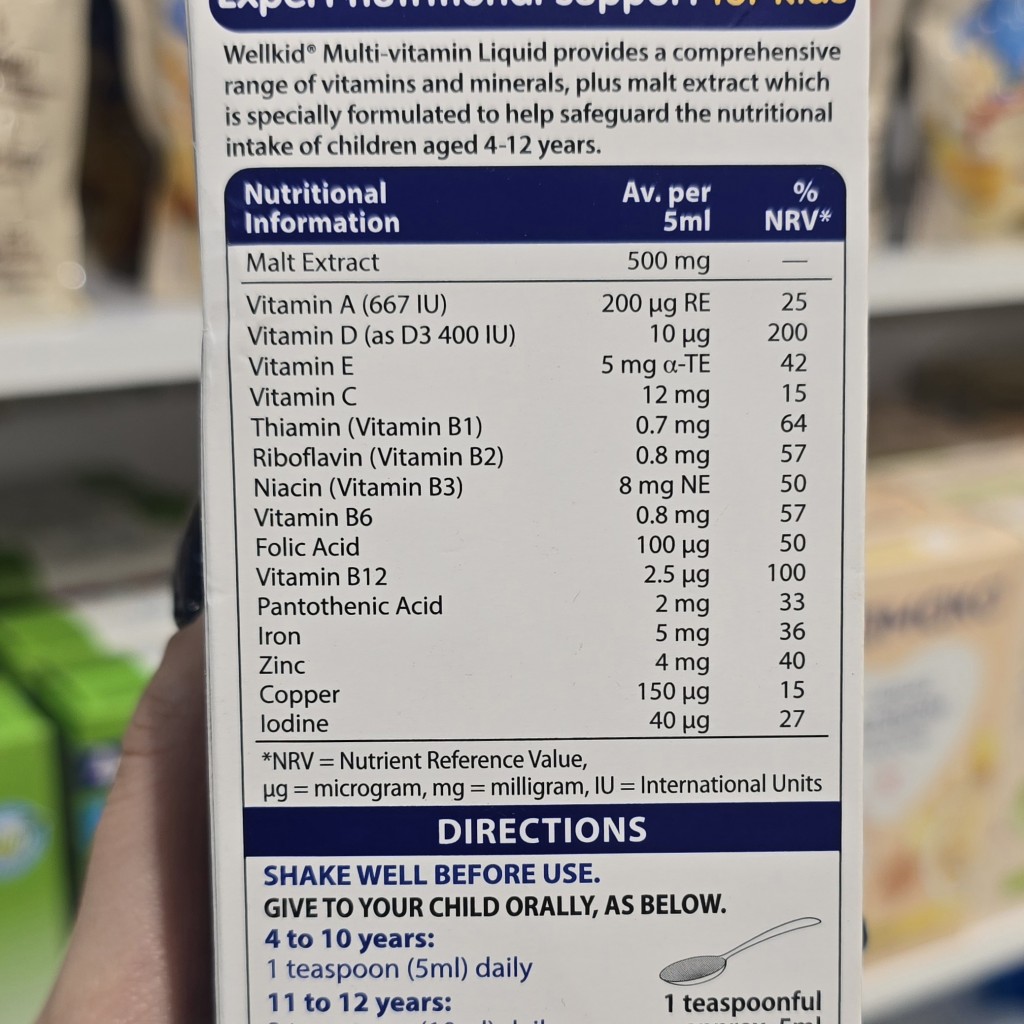 Expert nutritional support for kids
Wellkid® Multi-vitamin Liquid provides a comprehensive
range of vitamins and minerals, plus malt extract which
is specially formulated to help safeguard the nutritional
intake of children aged 4-12 years.
Nutritional Information Av. per 5ml % NRV*
Malt Extract 500 mg —
Vitamin A (667 IU) 200 µg RE 25
Vitamin D (as D3 400 IU) 10 µg 200
Vitamin E 5 mg α-TE 42
Vitamin C 12 mg 15
Thiamin (Vitamin B1) 0.7 mg 64
Riboflavin (Vitamin B2) 0.8 mg 57
Niacin (Vitamin B3) 8 mg NE 50
Vitamin B6 0.8 mg 57
Folic Acid 100 µg 50
Vitamin B12 2.5 µg 100
Pantothenic Acid 2 mg 33
Iron 5 mg 36
Zinc 4 mg 40
Copper 150 µg 15
Iodine 40 µg 27
*NRV = Nutrient Reference Value,
µg = microgram, mg = milligram, IU = International Units
DIRECTIONS
SHAKE WELL BEFORE USE.
GIVE TO YOUR CHILD ORALLY, AS BELOW.
4 to 10 years:
1 teaspoon (5ml) daily
11 to 12 years:
1 teaspoonful